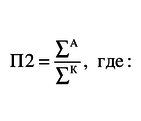 П2 = ∑ᴬ / ∑ᴷ, где: